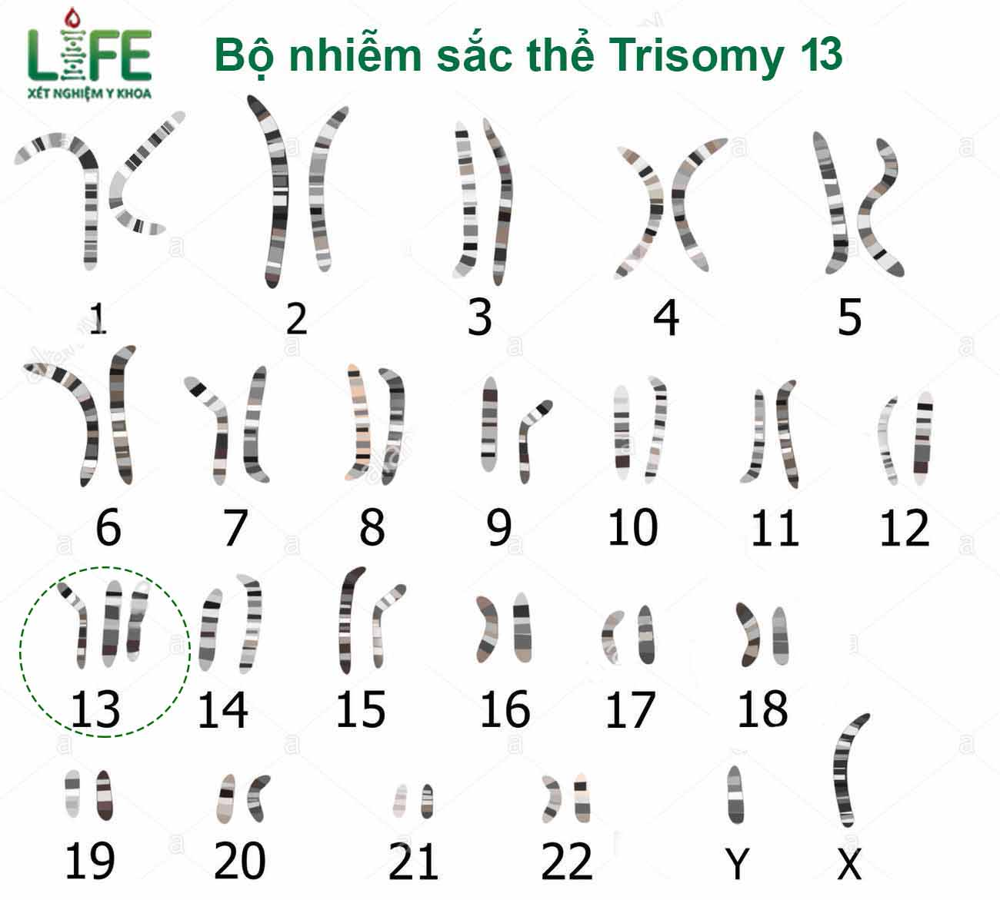 LIFE
XÉT NGHIỆM Y KHOA
Bộ nhiễm sắc thể Trisomy 13
1 2 3 4 5
6 7 8 9 10 11 12
13 14 15 16 17 18
19 20 21 22 Y X